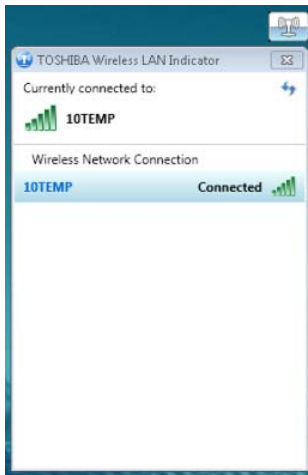 TOSHIBA Wireless LAN Indicator
Currently connected to:
10TEMP
Wireless Network Connection
10TEMP Connected